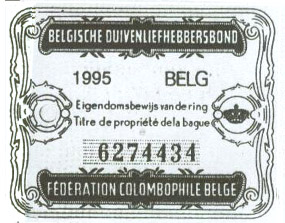 BELGISCHE DUIVENLIEFHEBBERSBOND
1995 BELG
Eigendomsbewijs van de ring
Titre de propriété de la bague
6274434
FÉDÉRATION COLOMBOPHILE BELGE